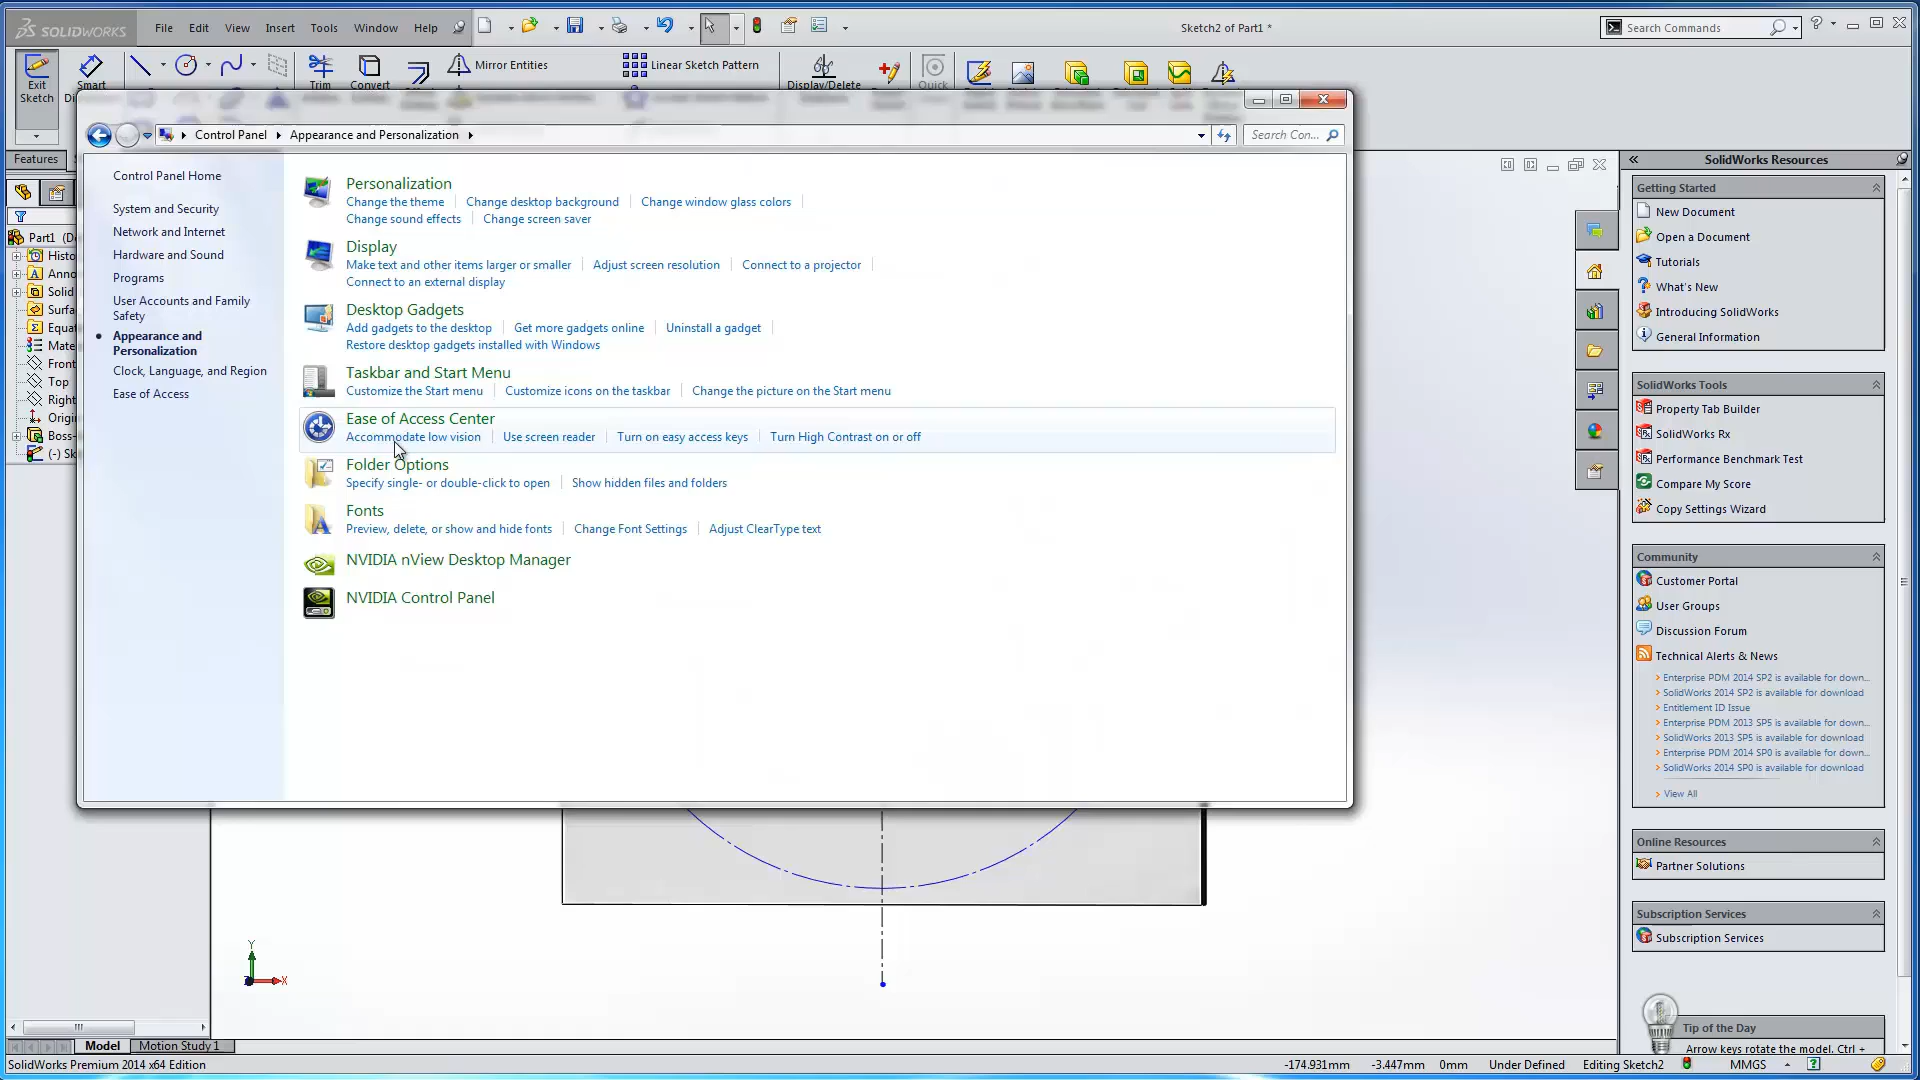 SOLIDWORKS
File Edit View Insert Tools Window Help
Sketch2 of Part1 *
Search Commands
Exit Sketch
Smart
Trim
Convert
Mirror Entities
Linear Sketch Pattern
Display/Delete
Quick
Features
Control Panel Appearance and Personalization
Search Con...
Control Panel Home
System and Security
Network and Internet
Hardware and Sound
Programs
User Accounts and Family
Safety
Appearance and
Personalization
Clock, Language, and Region
Ease of Access
Personalization
Change the theme Change desktop background Change window glass colors
Change sound effects Change screen saver
Display
Make text and other items larger or smaller Adjust screen resolution Connect to a projector
Connect to an external display
Desktop Gadgets
Add gadgets to the desktop Get more gadgets online Uninstall a gadget
Restore desktop gadgets installed with Windows
Taskbar and Start Menu
Customize the Start menu Customize icons on the taskbar Change the picture on the Start menu
Ease of Access Center
Accommodate low vision Use screen reader Turn on easy access keys Turn High Contrast on or off
Folder Options
Specify single- or double-click to open Show hidden files and folders
Fonts
Preview, delete, or show and hide fonts Change Font Settings Adjust ClearType text
NVIDIA nView Desktop Manager
NVIDIA Control Panel
Part1 (D
Histo
Anno
Solid
Surfa
Equat
Mate
Front
Top
Right
Origi
Boss-
(-) Sk
SolidWorks Resources
Getting Started
New Document
Open a Document
Tutorials
What's New
Introducing SolidWorks
General Information
SolidWorks Tools
Property Tab Builder
SolidWorks Rx
Performance Benchmark Test
Compare My Score
Copy Settings Wizard
Community
Customer Portal
User Groups
Discussion Forum
Technical Alerts & News
Enterprise PDM 2014 SP2 is available for down...
SolidWorks 2014 SP2 is available for download
Entitlement ID Issue
Enterprise PDM 2013 SP5 is available for down...
SolidWorks 2013 SP5 is available for download
Enterprise PDM 2014 SP0 is available for down...
SolidWorks 2014 SP0 is available for download
View All
Online Resources
Partner Solutions
Subscription Services
Subscription Services
Tip of the Day
Arrow keys rotate the model. Ctrl +
Y
X
Model Motion Study 1
SolidWorks Premium 2014 x64 Edition
-174.931mm -3.447mm 0mm Under Defined Editing Sketch2 MMGS